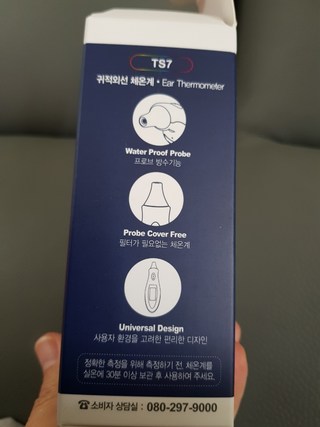 TS7
귀적외선 체온계 • Ear Thermometer
Water Proof Probe
프로브 방수기능
Probe Cover Free
필터가 필요없는 체온계
Universal Design
사용자 환경을 고려한 편리한 디자인
정확한 측정을 위해 측정하기 전, 체온계를
실온에 30분 이상 보관 후 사용하여 주세요.
☎소비자 상담실 : 080-297-9000